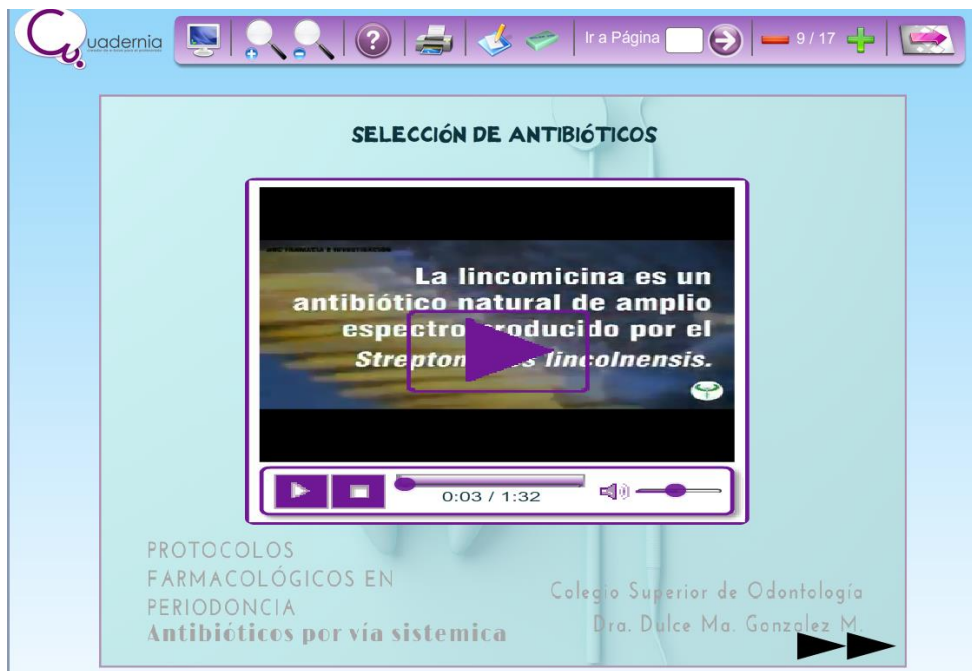 Cuadernia
Ir a Página
9 / 17
SELECCIÓN DE ANTIBIÓTICOS
La lincomicina es un
antibiótico natural de amplio
espectro producido por el
lincolnensis.
0:03 / 1:32
PROTOCOLOS
FARMACOLÓGICOS EN
PERIODONCIA
Antibióticos por vía sistemica
Colegio Superior de Odontología
Dra. Dulce Ma. Gonzalez M.